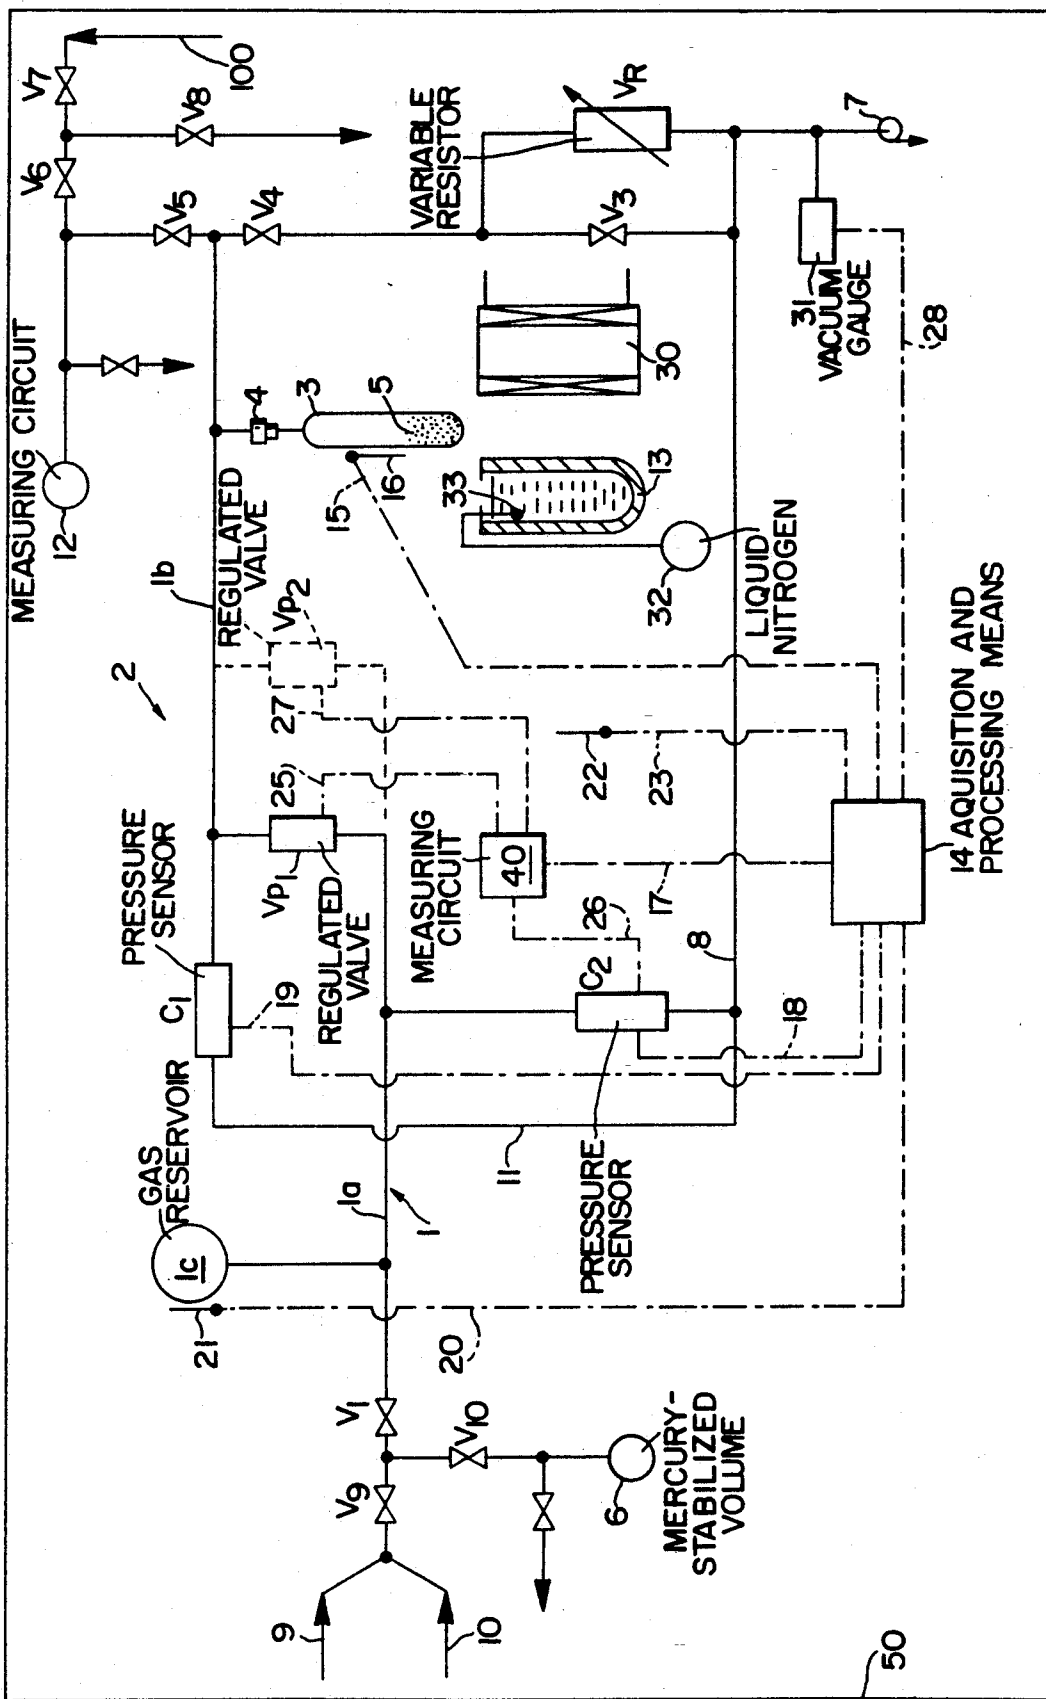 MEASURING CIRCUIT
12
V7
100
V6
V8
V5
V4
VARIABLE
RESISTOR
VR
V3
7
31
VACUUM
GAUGE
28
30
4
3
5
15
16
33
13
32
LIQUID
NITROGEN
1b
REGULATED
VALVE
Vp2
27
2
25
22
23
PRESSURE
SENSOR
C1
19
Vp1
REGULATED
VALVE
MEASURING
CIRCUIT
40
17
26
C2
8
18
14 AQUISITION AND
PROCESSING MEANS
GAS
RESERVOIR
1c
21
1a
1
11
PRESSURE
SENSOR
20
V1
V10
V9
6
MERCURY-
STABILIZED
VOLUME
9
10
50